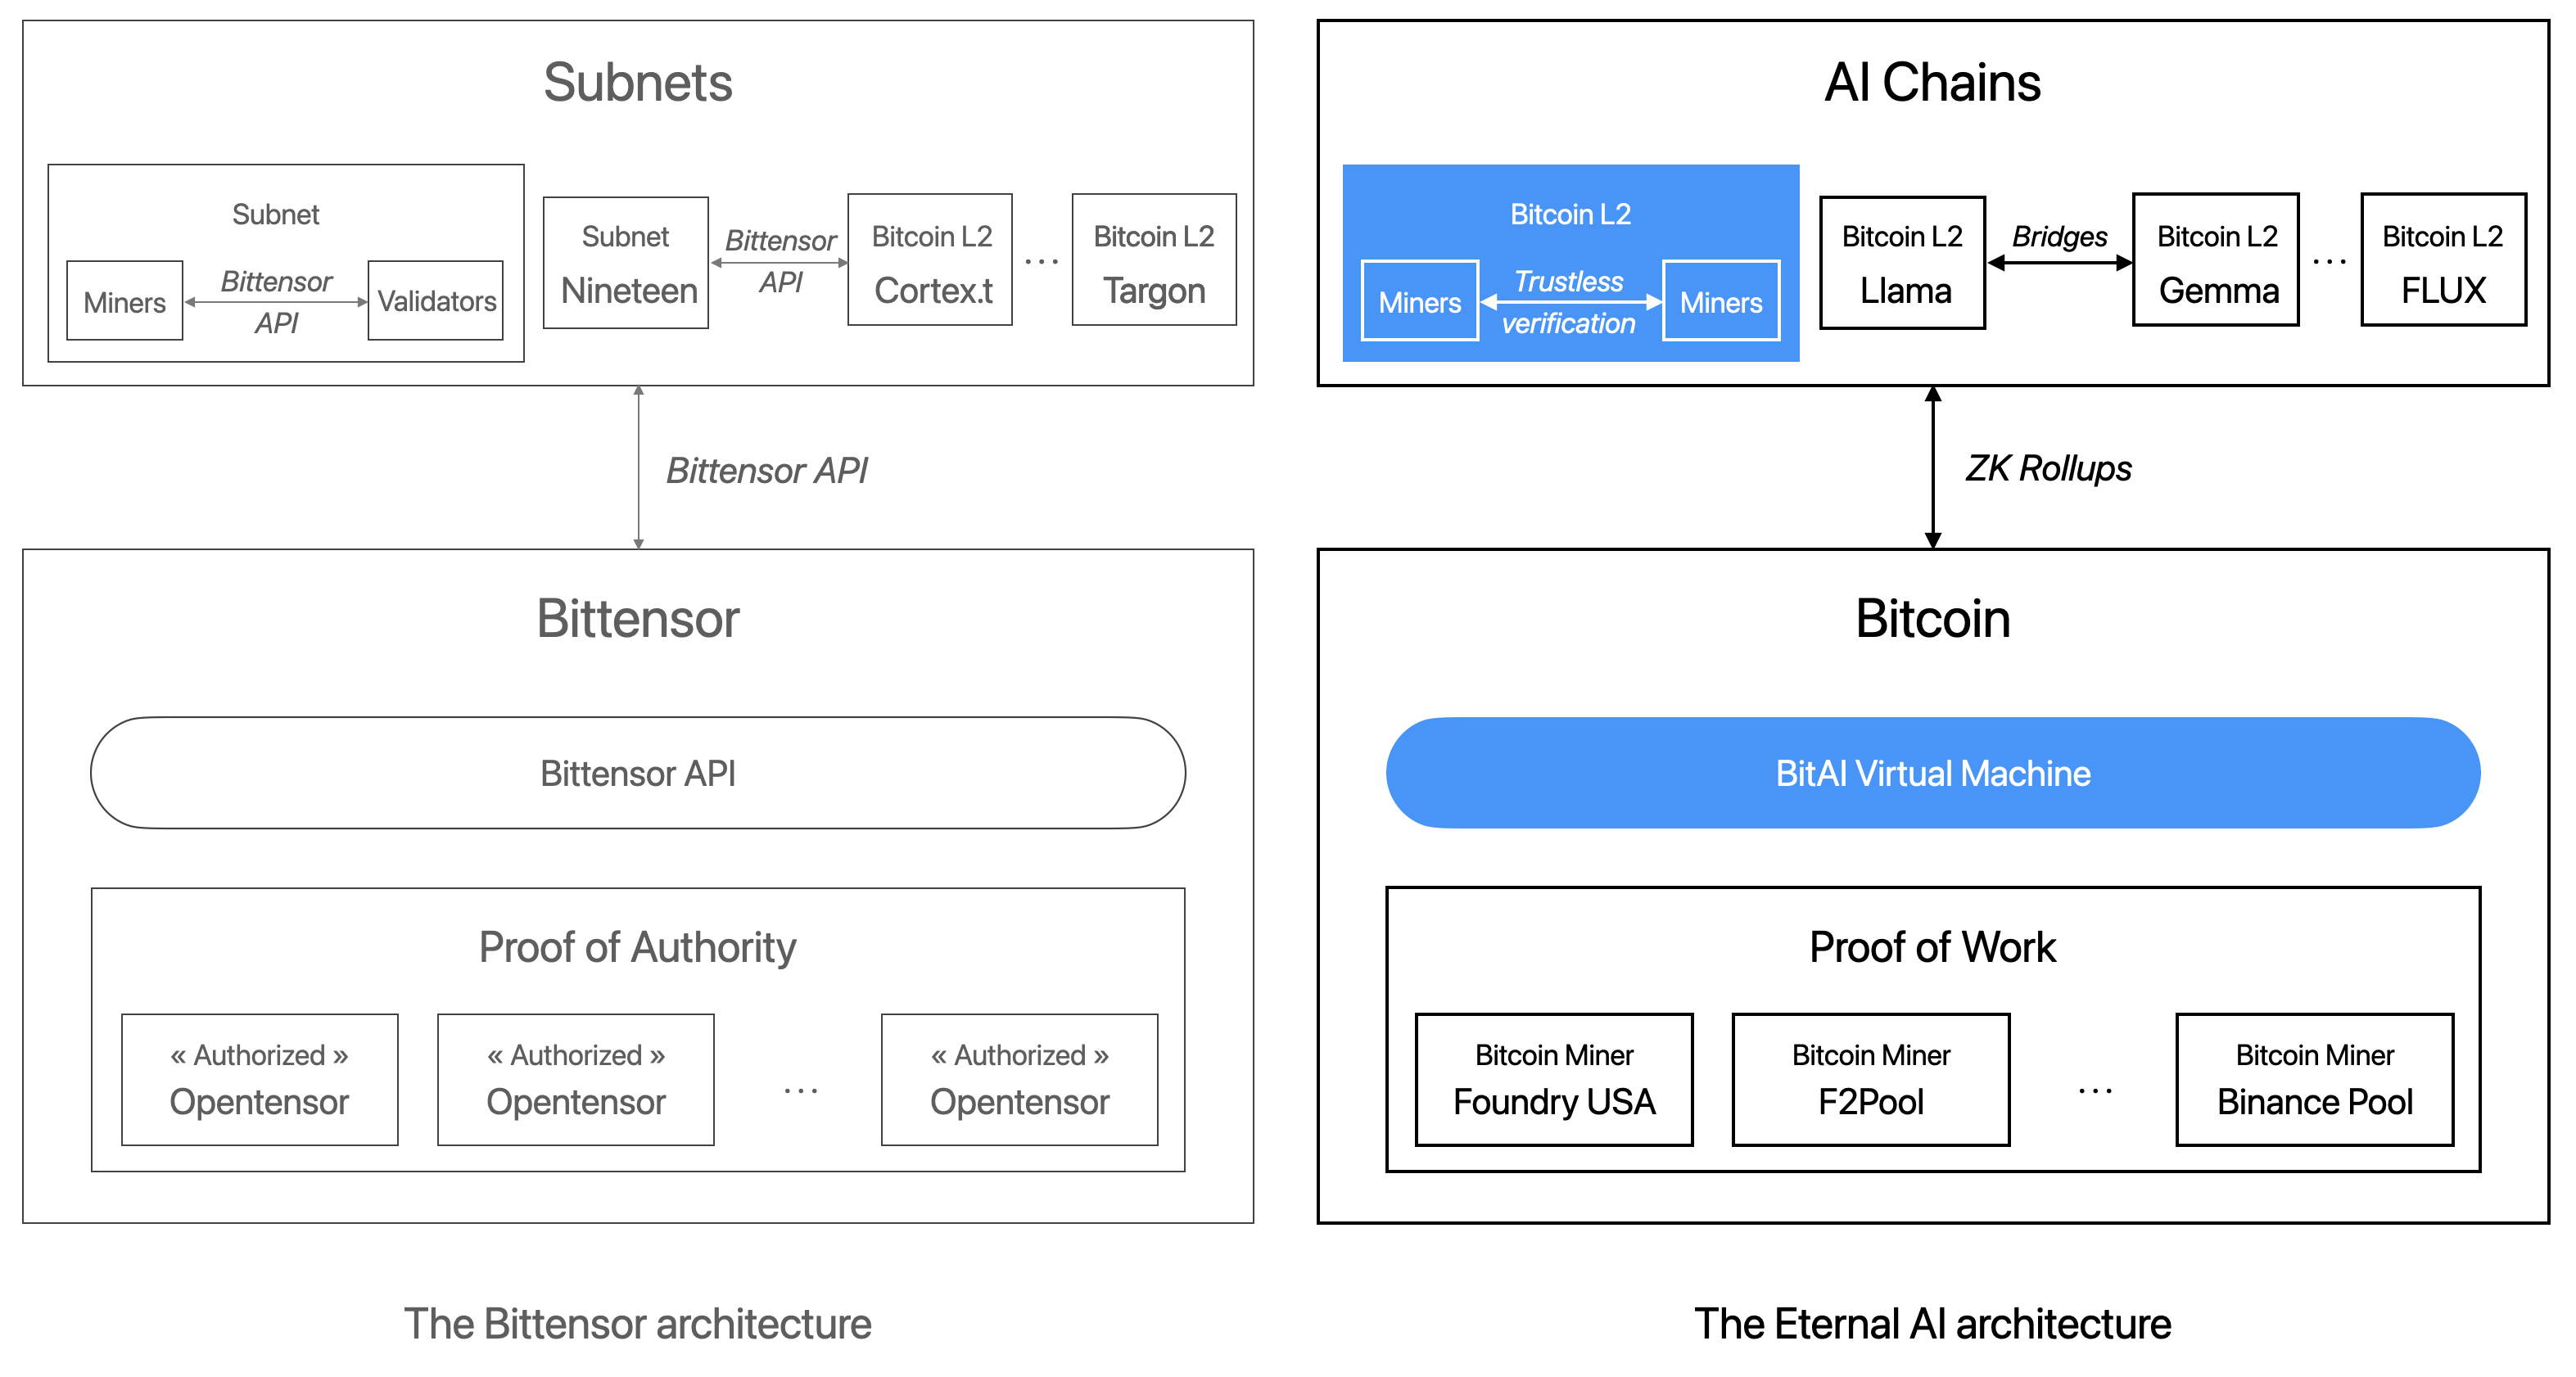 Subnets
Subnet
Miners
Bittensor
API
Validators
Subnet
Nineteen
Bittensor
API
Bitcoin L2
Cortex.t
...
Bitcoin L2
Targon
Bittensor API
Bittensor
Bittensor API
Proof of Authority
« Authorized »
Opentensor
« Authorized »
Opentensor
...
« Authorized »
Opentensor
The Bittensor architecture
AI Chains
Bitcoin L2
Miners
Trustless
verification
Miners
Bitcoin L2
Llama
Bridges
Bitcoin L2
Gemma
...
Bitcoin L2
FLUX
ZK Rollups
Bitcoin
BitAI Virtual Machine
Proof of Work
Bitcoin Miner
Foundry USA
Bitcoin Miner
F2Pool
...
Bitcoin Miner
Binance Pool
The Eternal AI architecture